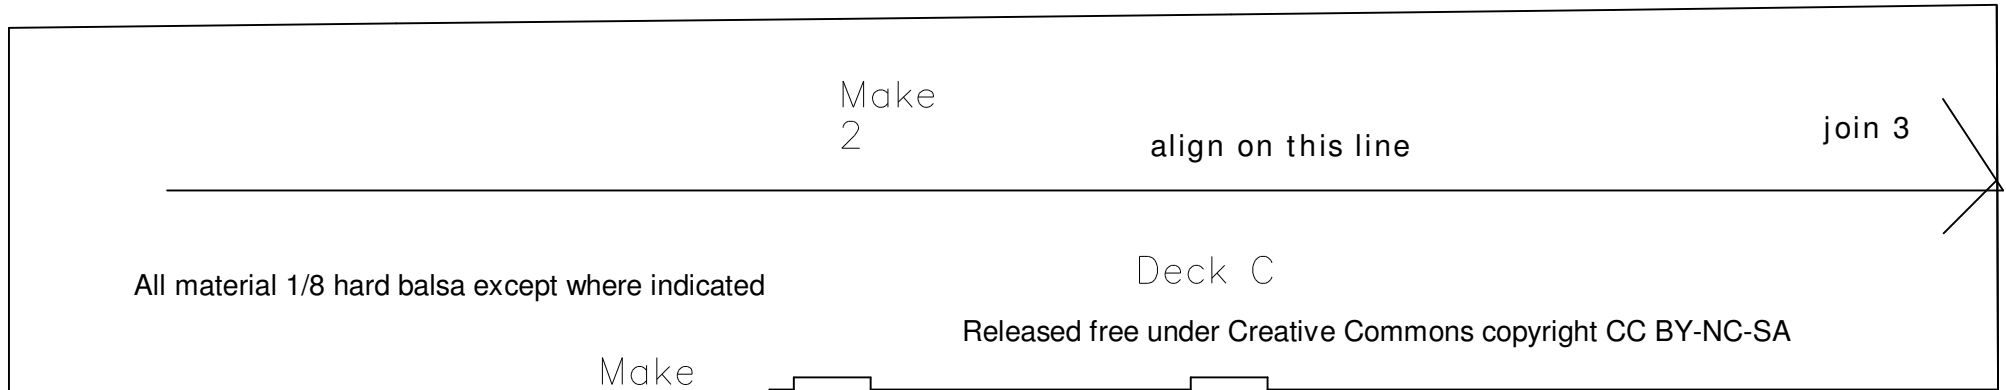 Make
2
align on this line
join 3
Deck C
All material 1/8 hard balsa except where indicated
Released free under Creative Commons copyright CC BY-NC-SA
Make